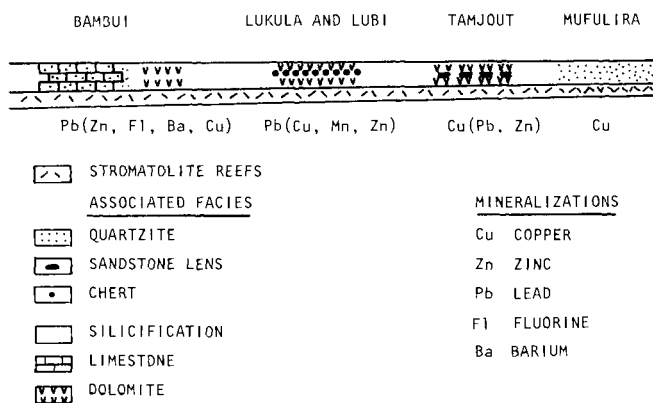 BAMBUI LUKULA AND LUBI TAMJOUT MUFULIRA
Pb(Zn, Fl, Ba, Cu) Pb(Cu, Mn, Zn) Cu(Pb, Zn) Cu
STROMATOLITE REEFS
ASSOCIATED FACIES
QUARTZITE
SANDSTONE LENS
CHERT
SILICIFICATION
LIMESTONE
DOLOMITE
MINERALIZATIONS
Cu COPPER
Zn ZINC
Pb LEAD
Fl FLUORINE
Ba BARIUM